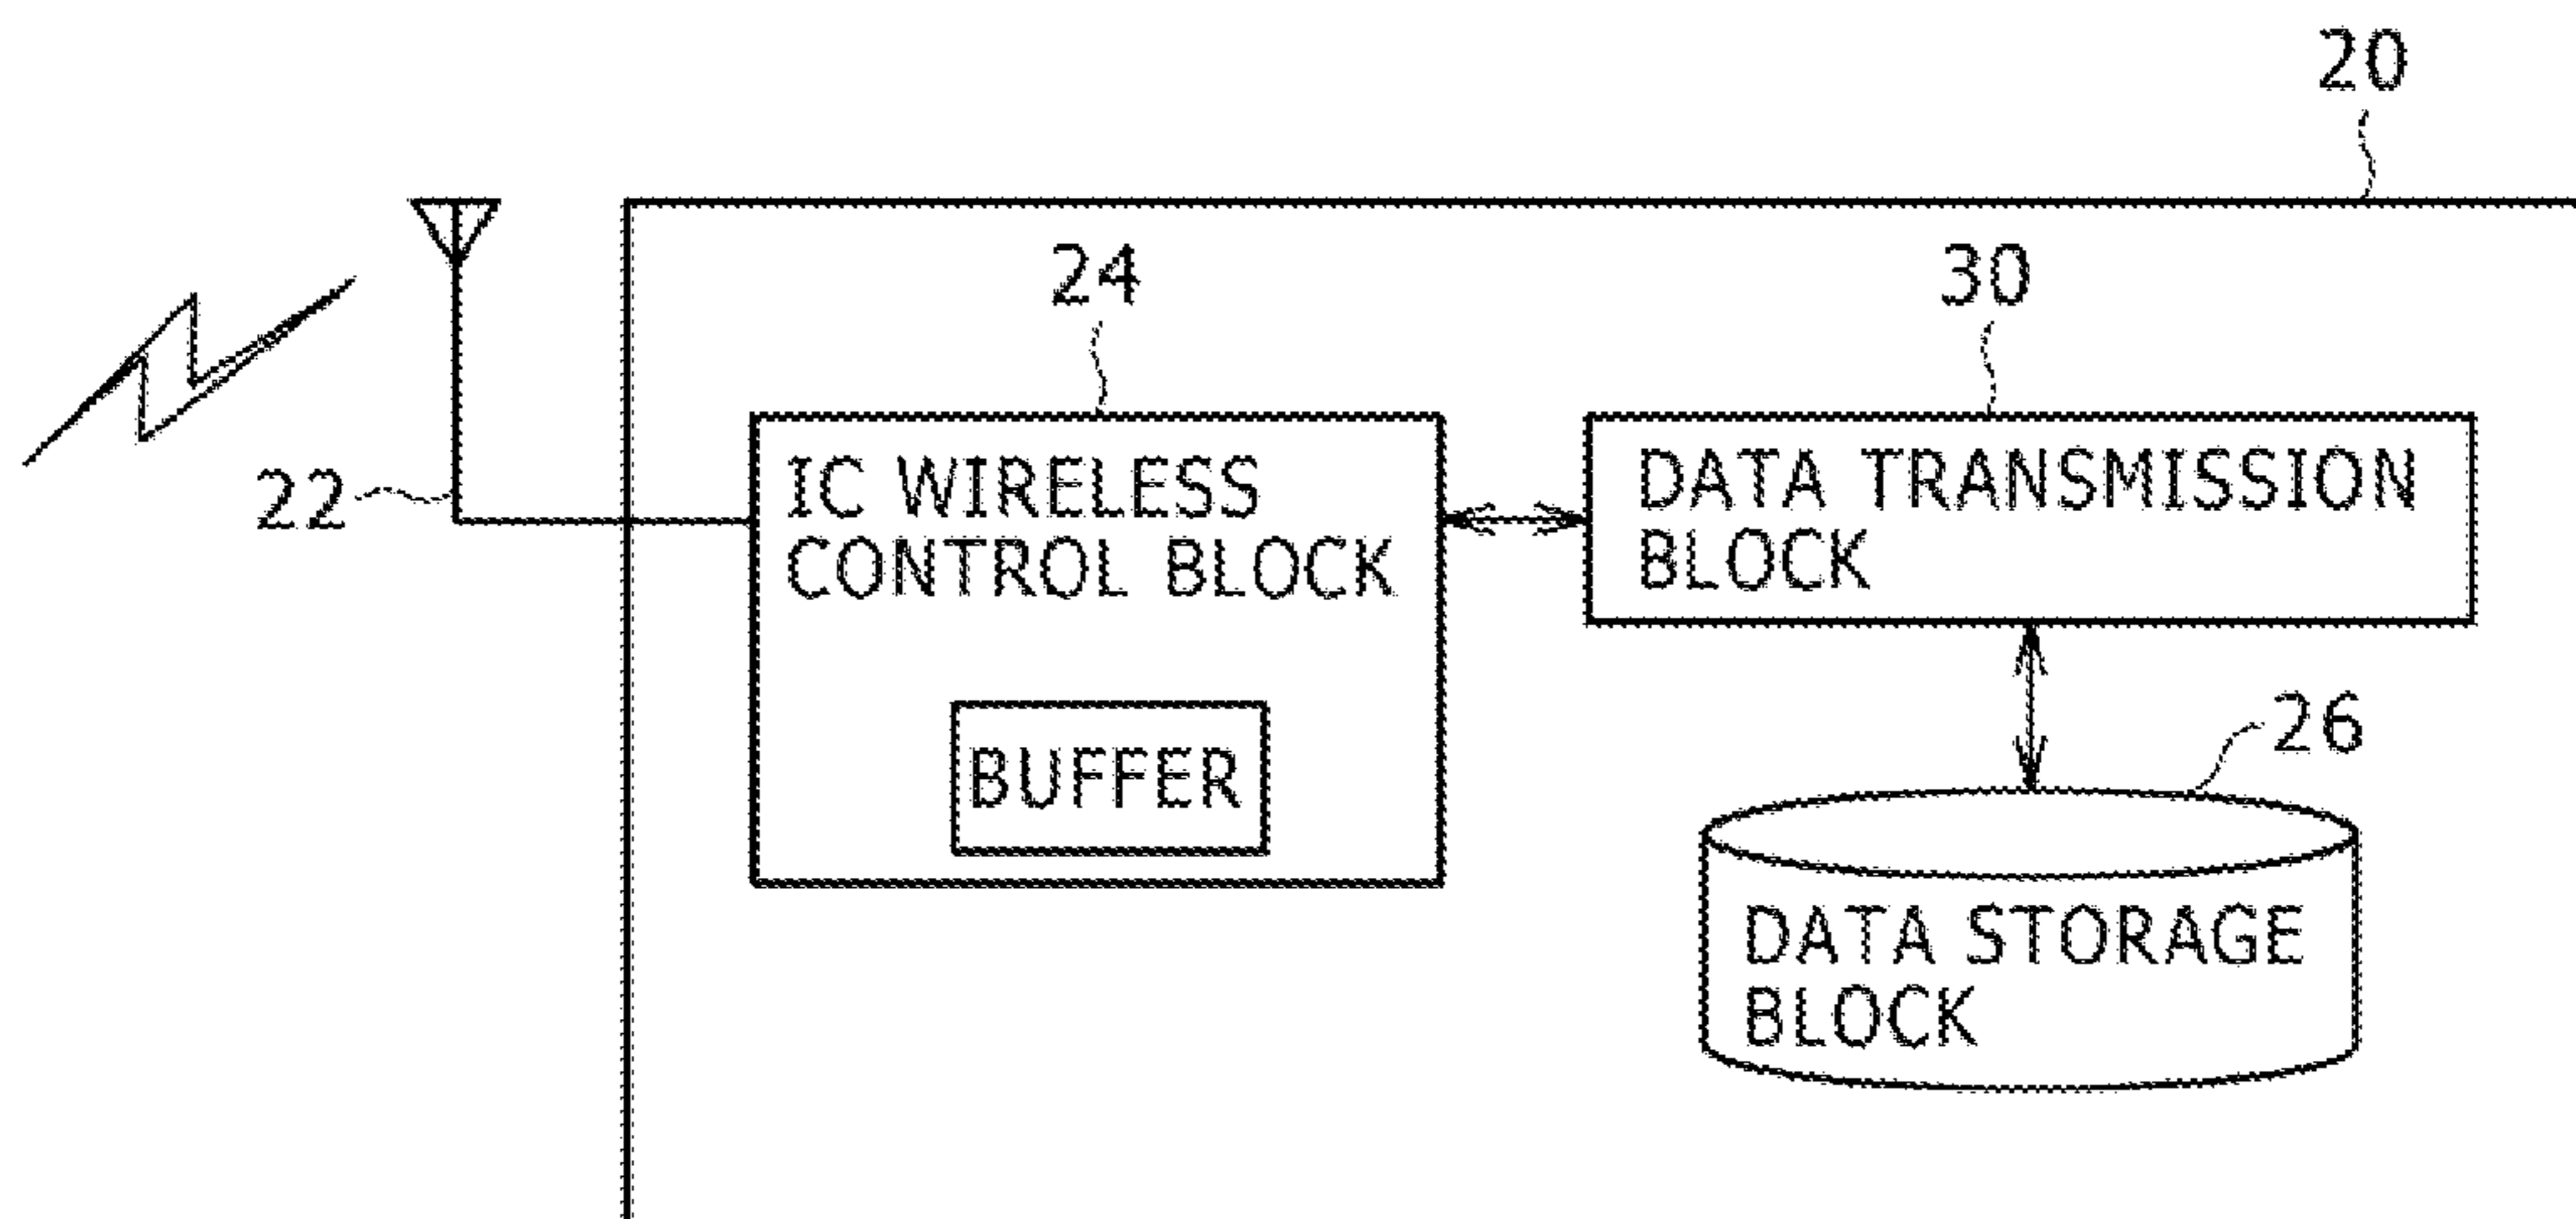 20
24
30
22
IC WIRELESS
CONTROL BLOCK
DATA TRANSMISSION
BLOCK
BUFFER
26
DATA STORAGE
BLOCK